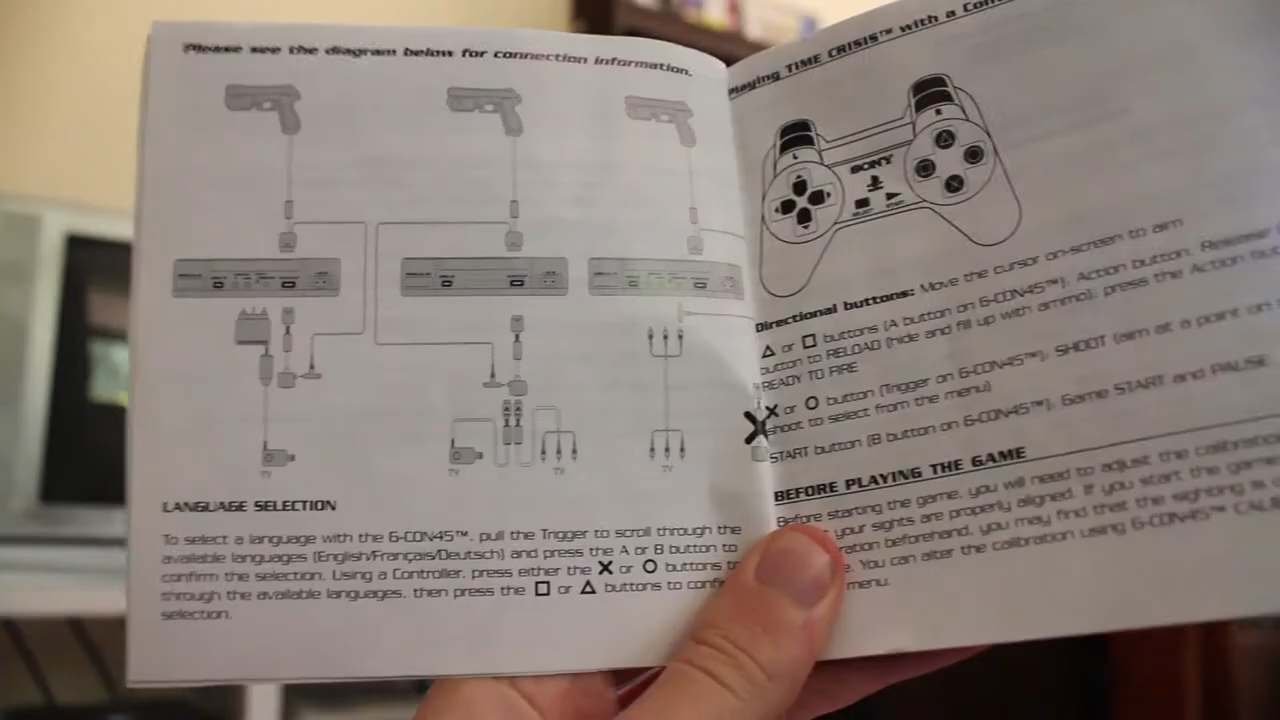 Please see the diagram below for connection information.
TV
TV
TV
TV
LANGUAGE SELECTION
To select a language with the G-CON45™, pull the Trigger to scroll through the
available languages (English/Français/Deutsch) and press the A or B button to
confirm the selection. Using a Controller, press either the X or O buttons to
through the available languages, then press the □ or △ buttons to confi
selection.
Playing TIME CRISIS™ with a Con
L
R
SONY
SELECT
START
Directional buttons: Move the cursor on-screen to aim
△ or □ buttons (A button on G-CON45™); Action button. Release
button to RELOAD (hide and fill up with ammo); press the Action but
READY TO FIRE
X or O button (Trigger on G-CON45™); SHOOT (aim at a point on
shoot to select from the menu)
START button (B button on G-CON45™); Game START and PAUSE
BEFORE PLAYING THE GAME
Before starting the game, you will need to adjust the calibration
your sights are properly aligned. If you start the game
ration beforehand, you may find that the sighting is
You can alter the calibration using G-CON45™ CALI
menu.